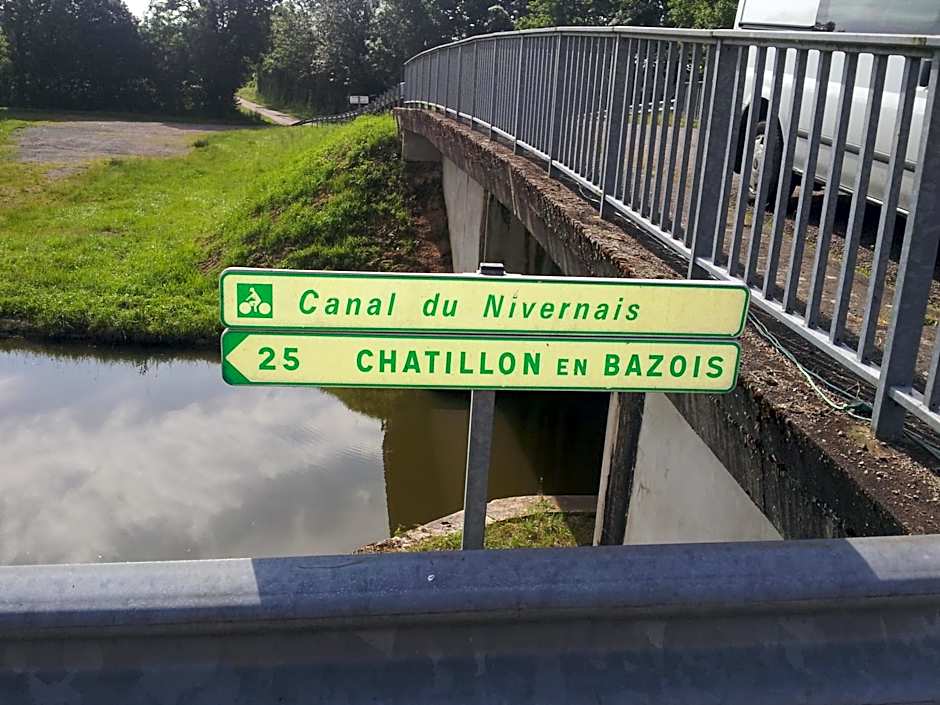 Canal du Nivernais
25 CHATILLON EN BAZOIS